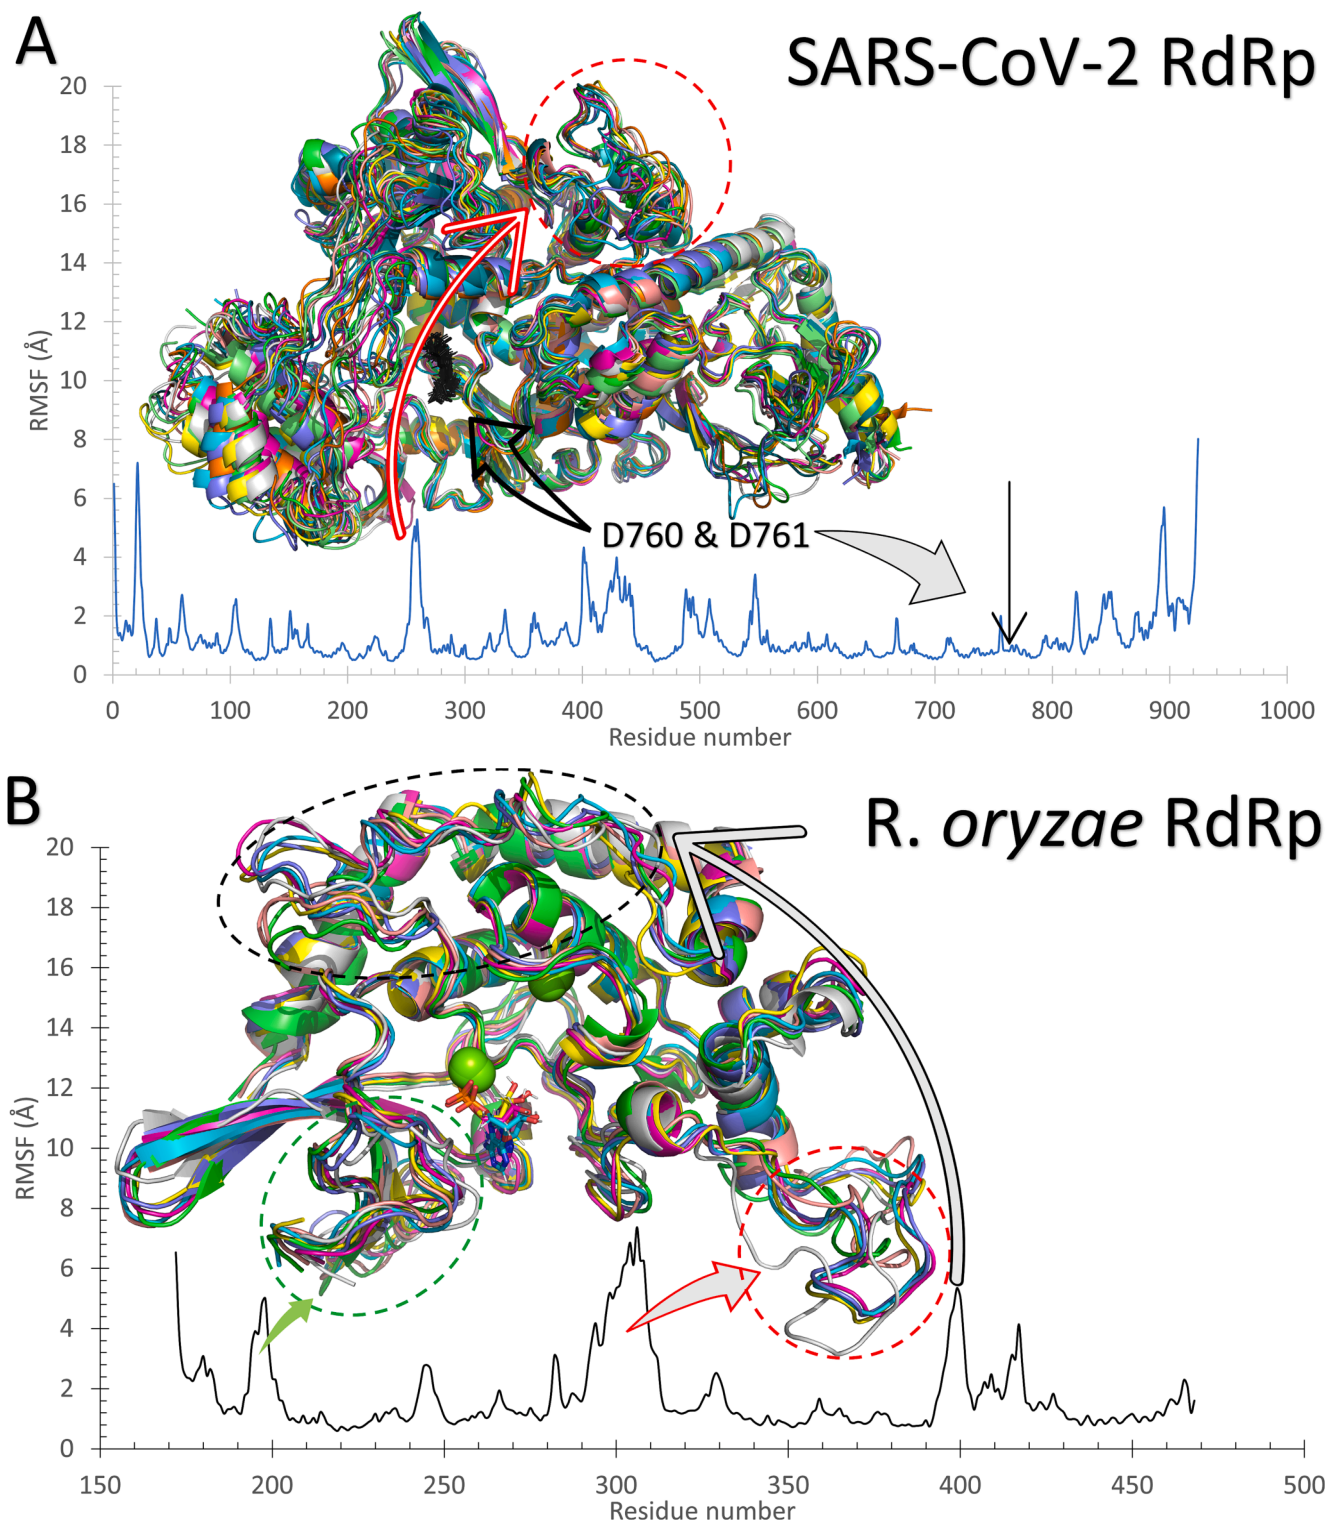 A
SARS-CoV-2 RdRp
20
18
16
14
12
10
8
6
4
2
0
RMSF (Å)
D760 & D761
0 100 200 300 400 500 600 700 800 900 1000
Residue number
B
R. oryzae RdRp
20
18
16
14
12
10
8
6
4
2
0
RMSF (Å)
150 200 250 300 350 400 450 500
Residue number